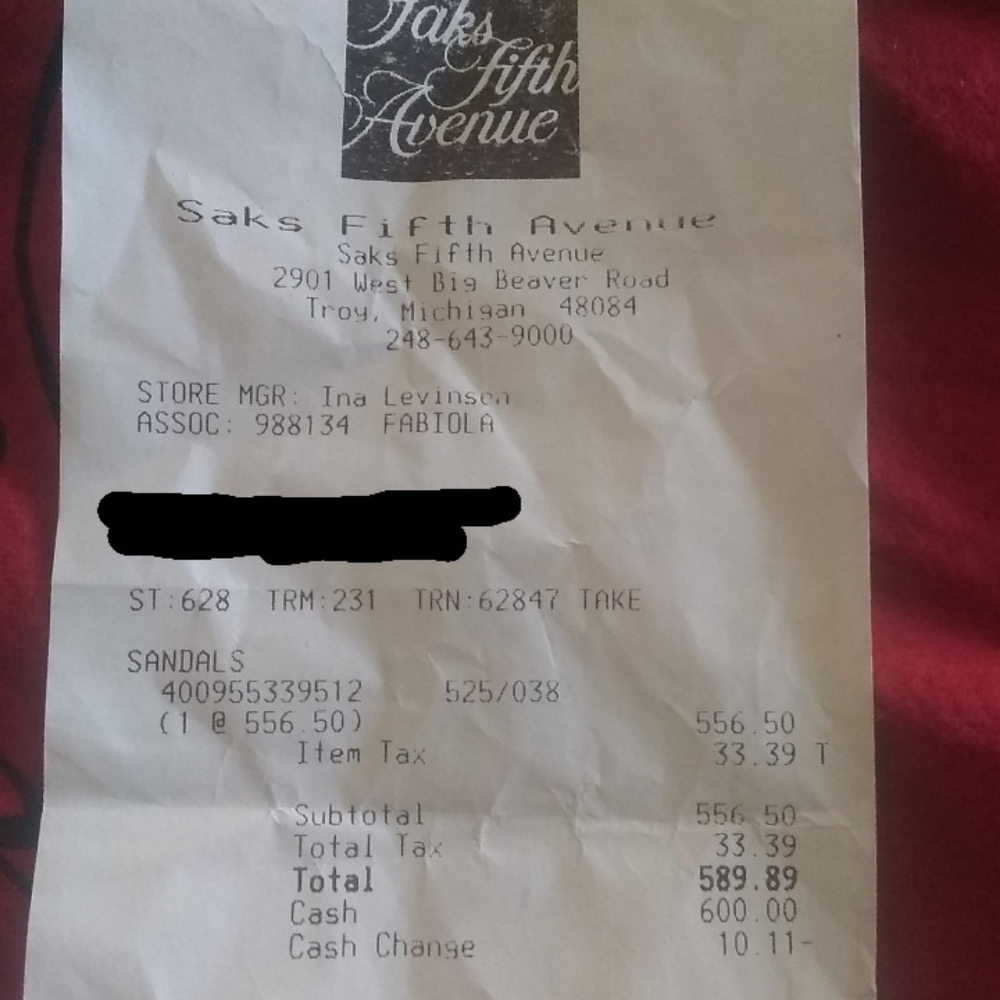 Saks
fifth
Avenue
Saks Fifth Avenue
Saks Fifth Avenue
2901 West Big Beaver Road
Troy, Michigan 48084
248-643-9000
STORE MGR: Ina Levinson
ASSOC: 988134 FABIOLA
ST:628 TRM:231 TRN:62847 TAKE
SANDALS
400955339512 525/038
(1 @ 556.50) 556.50
Item Tax 33.39 T
Subtotal 556.50
Total Tax 33.39
Total 589.89
Cash 600.00
Cash Change 10.11-